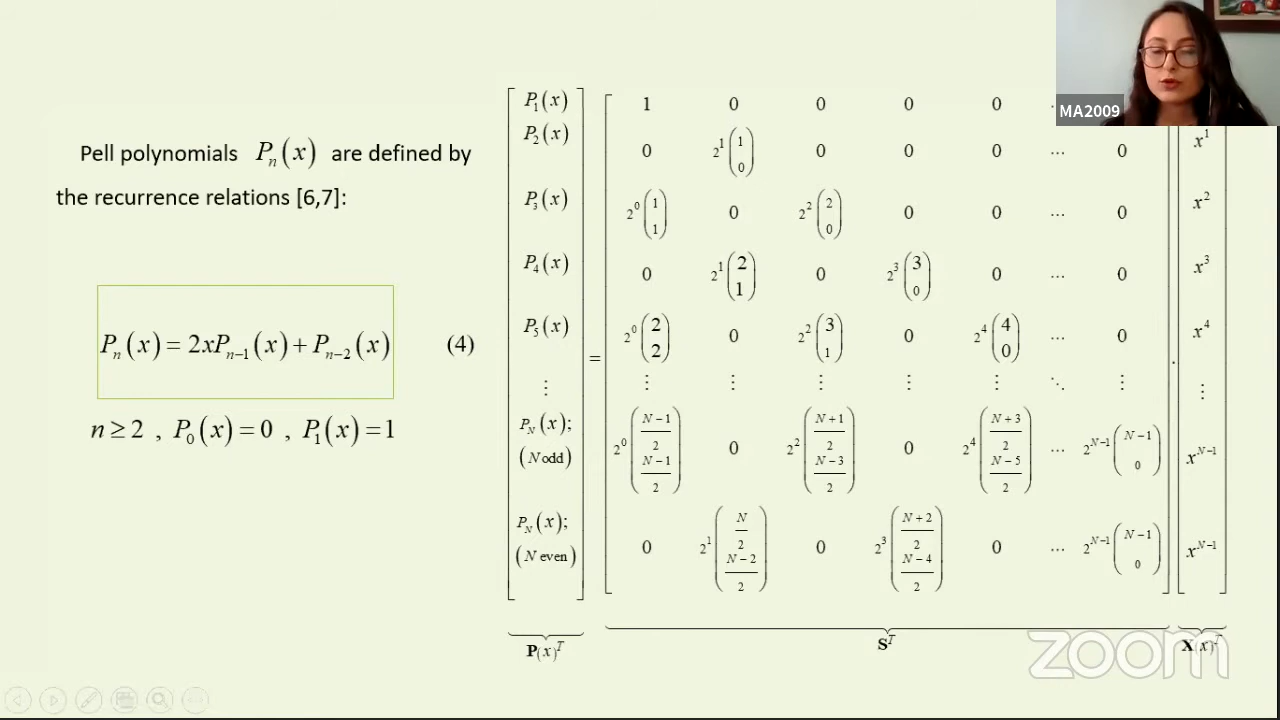 Pell polynomials P_n(x) are defined by
the recurrence relations [6,7]:
P_n(x) = 2xP_{n-1}(x) + P_{n-2}(x) (4)
n ≥ 2 , P_0(x) = 0 , P_1(x) = 1
P_1(x) 1 0 0 0 0
P_2(x) 0 2^1 (1 0) 0 0 0 ... 0 x^1
P_3(x) 2^0 (1 1) 0 2^2 (2 0) 0 0 ... 0 x^2
P_4(x) 0 2^1 (2 1) 0 2^3 (3 0) 0 ... 0 x^3
P_5(x) = 2^0 (2 2) 0 2^2 (3 1) 0 2^4 (4 0) ... 0 . x^4
⋮ ⋮ ⋮ ⋮ ⋮ ⋮ ⋱ ⋮ ⋮
P_N(x); (N odd) 2^0 ((N-1)/2 (N-1)/2) 0 2^2 ((N+1)/2 (N-3)/2) 0 2^4 ((N+3)/2 (N-5)/2) ... 2^{N-1} (N-1 0) x^{N-1}
P_N(x); (N even) 0 2^1 (N/2 (N-2)/2) 0 2^3 ((N+2)/2 (N-4)/2) 0 ... 2^{N-1} (N-1 0) x^{N-1}
P(x)^T S^T X(x)^T
MA2009
zoom